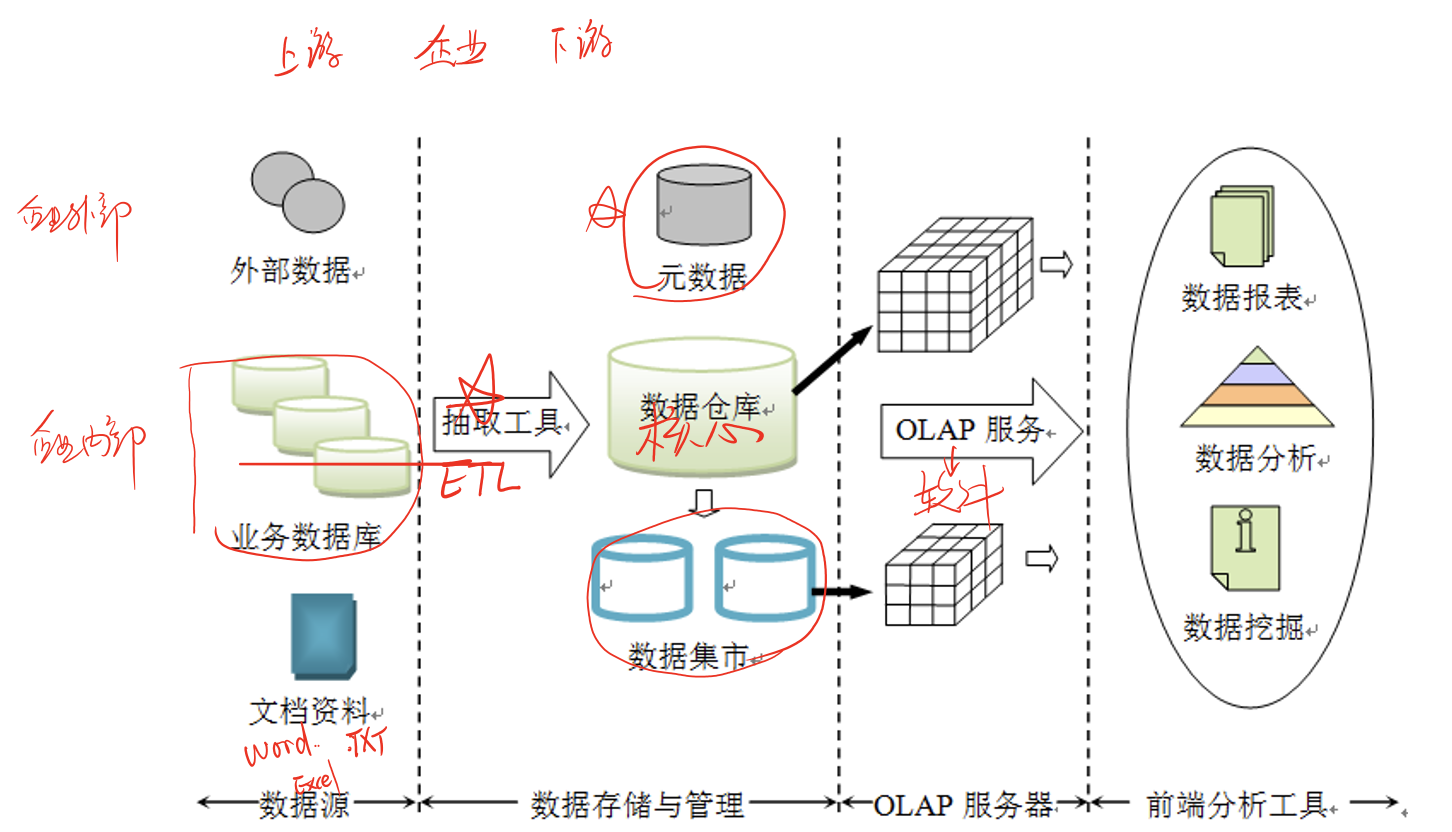 上游 企业 下游
企业外部
外部数据
元数据
数据报表
企业内部
抽取工具
ETL
数据仓库
核心
OLAP 服务
软件
数据分析
业务数据库
数据集市
数据挖掘
文档资料
word.. .TXT
Excel
数据源
数据存储与管理
OLAP 服务器
前端分析工具